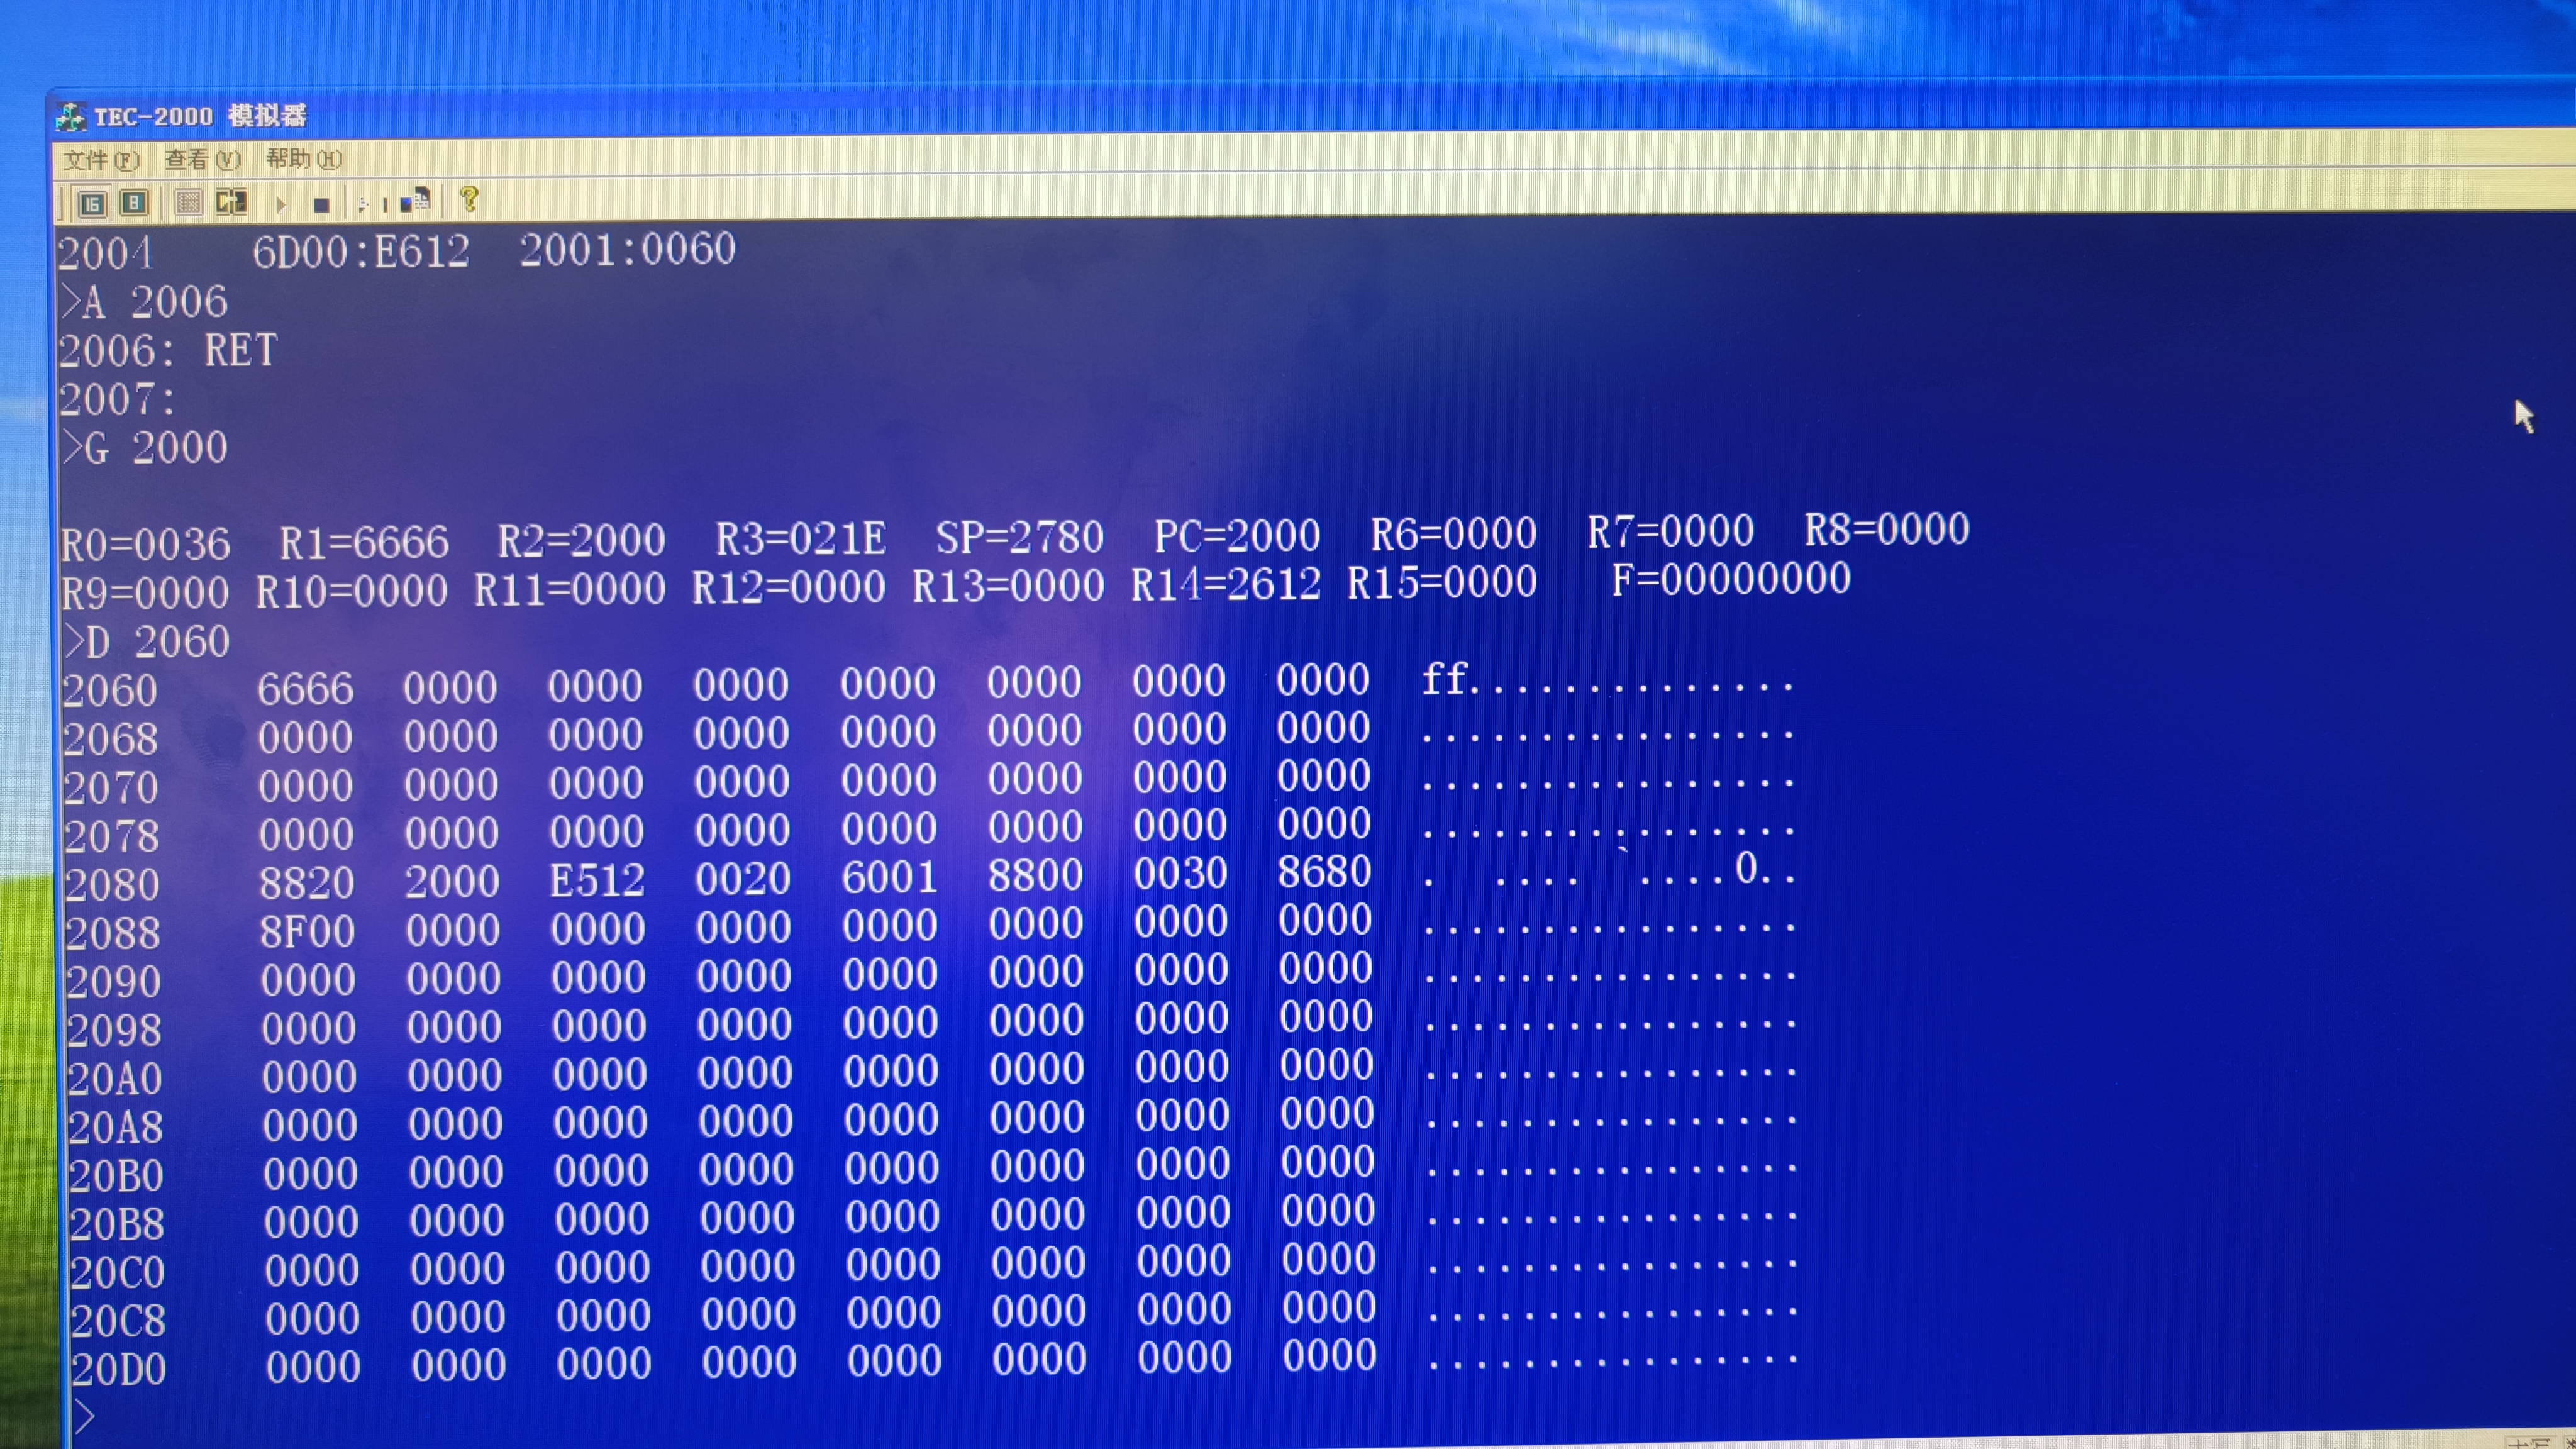 TEC-2000 模拟器
文件(F) 查看(V) 帮助(H)
16 8
2004 6D00:E612 2001:0060
>A 2006
2006: RET
2007:
>G 2000
R0=0036 R1=6666 R2=2000 R3=021E SP=2780 PC=2000 R6=0000 R7=0000 R8=0000
R9=0000 R10=0000 R11=0000 R12=0000 R13=0000 R14=2612 R15=0000 F=00000000
>D 2060
2060 6666 0000 0000 0000 0000 0000 0000 0000 ff..............
2068 0000 0000 0000 0000 0000 0000 0000 0000 ................
2070 0000 0000 0000 0000 0000 0000 0000 0000 ................
2078 0000 0000 0000 0000 0000 0000 0000 0000 ................
2080 8820 2000 E512 0020 6001 8800 0030 8680 .  .... `....0..
2088 8F00 0000 0000 0000 0000 0000 0000 0000 ................
2090 0000 0000 0000 0000 0000 0000 0000 0000 ................
2098 0000 0000 0000 0000 0000 0000 0000 0000 ................
20A0 0000 0000 0000 0000 0000 0000 0000 0000 ................
20A8 0000 0000 0000 0000 0000 0000 0000 0000 ................
20B0 0000 0000 0000 0000 0000 0000 0000 0000 ................
20B8 0000 0000 0000 0000 0000 0000 0000 0000 ................
20C0 0000 0000 0000 0000 0000 0000 0000 0000 ................
20C8 0000 0000 0000 0000 0000 0000 0000 0000 ................
20D0 0000 0000 0000 0000 0000 0000 0000 0000 ................
>